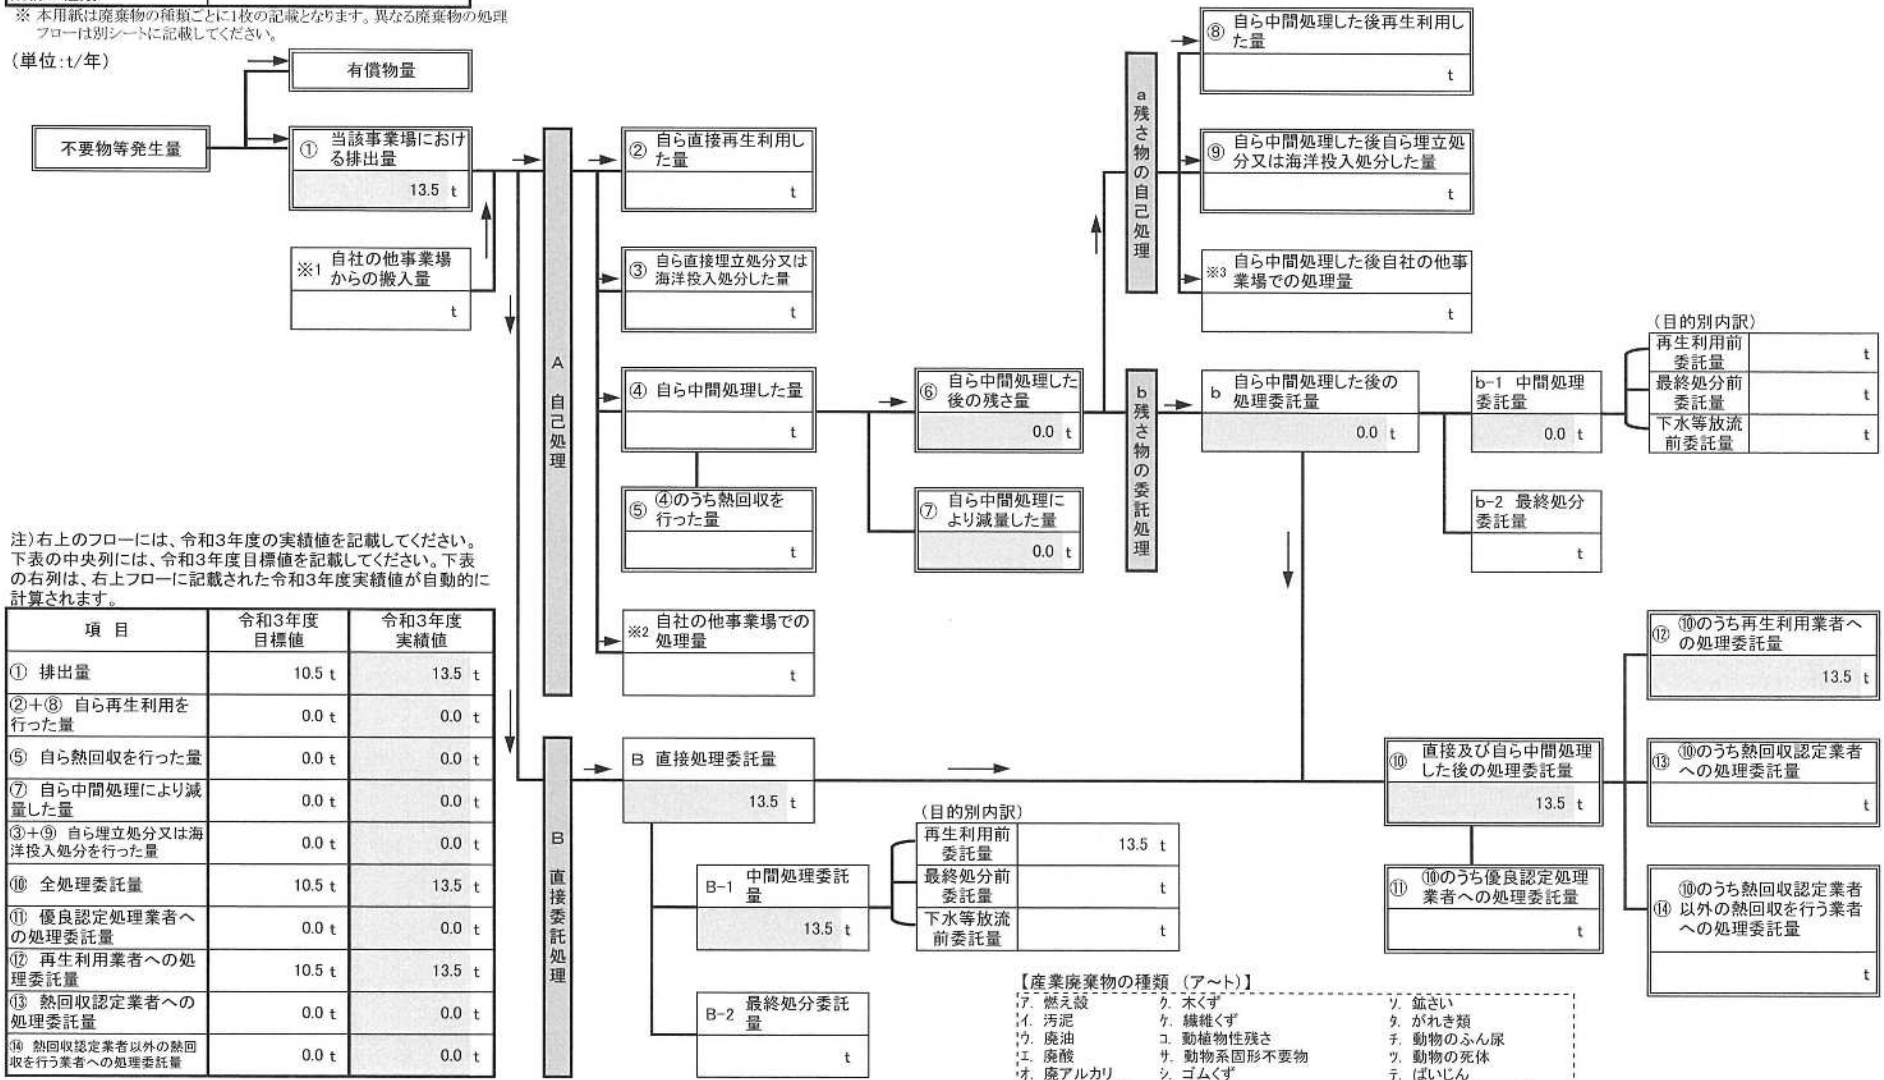 ※ 本用紙は廃棄物の種類ごとに1枚の記載となります。異なる廃棄物の処理
フローは別シートに記載してください。
(単位:t/年)
有償物量
不要物等発生量
① 当該事業場におけ
る排出量
13.5 t
※1 自社の他事業場
からの搬入量
t
A 自己処理
② 自ら直接再生利用し
た量
t
③ 自ら直接埋立処分又は
海洋投入処分した量
t
④ 自ら中間処理した量
t
⑤ ④のうち熱回収を
行った量
t
※2 自社の他事業場での
処理量
t
⑥ 自ら中間処理した
後の残さ量
0.0 t
⑦ 自ら中間処理に
より減量した量
0.0 t
a残さ物の自己処理
⑧ 自ら中間処理した後再生利用し
た量
t
⑨ 自ら中間処理した後自ら埋立処
分又は海洋投入処分した量
t
※3 自ら中間処理した後自社の他事
業場での処理量
t
b残さ物の委託処理
b 自ら中間処理した後の
処理委託量
0.0 t
b-1 中間処理
委託量
0.0 t
b-2 最終処分
委託量
t
(目的別内訳)
再生利用前
委託量
t
最終処分前
委託量
t
下水等放流
前委託量
t
注)右上のフローには、令和3年度の実績値を記載してください。
下表の中央列には、令和3年度目標値を記載してください。下表
の右列は、右上フローに記載された令和3年度実績値が自動的に
計算されます。
項 目 令和3年度
目標値 令和3年度
実績値
① 排出量 10.5 t 13.5 t
②+⑧ 自ら再生利用を
行った量 0.0 t 0.0 t
⑤ 自ら熱回収を行った量 0.0 t 0.0 t
⑦ 自ら中間処理により減
量した量 0.0 t 0.0 t
③+⑨ 自ら埋立処分又は海
洋投入処分を行った量 0.0 t 0.0 t
⑩ 全処理委託量 10.5 t 13.5 t
⑪ 優良認定処理業者へ
の処理委託量 0.0 t 0.0 t
⑫ 再生利用業者への処
理委託量 10.5 t 13.5 t
⑬ 熱回収認定業者への
処理委託量 0.0 t 0.0 t
⑭ 熱回収認定業者以外の熱回
収を行う業者への処理委託量 0.0 t 0.0 t
B 直接委託処理
B 直接処理委託量
13.5 t
B-1 中間処理委託
量
13.5 t
B-2 最終処分委託
量
t
(目的別内訳)
再生利用前
委託量
13.5 t
最終処分前
委託量
t
下水等放流
前委託量
t
⑩ 直接及び自ら中間処理
した後の処理委託量
13.5 t
⑪ ⑩のうち優良認定処理
業者への処理委託量
t
⑫ ⑩のうち再生利用業者へ
の処理委託量
13.5 t
⑬ ⑩のうち熱回収認定業者
への処理委託量
t
⑭ ⑩のうち熱回収認定業者
以外の熱回収を行う業者
への処理委託量
t
【産業廃棄物の種類 (ア～ト)】
ア. 燃え殻 ク. 木くず ソ. 鉱さい
イ. 汚泥 ケ. 繊維くず タ. がれき類
ウ. 廃油 コ. 動植物性残さ チ. 動物のふん尿
エ. 廃酸 サ. 動物系固形不要物 ツ. 動物の死体
オ. 廃アルカリ シ. ゴムくず テ. ばいじん